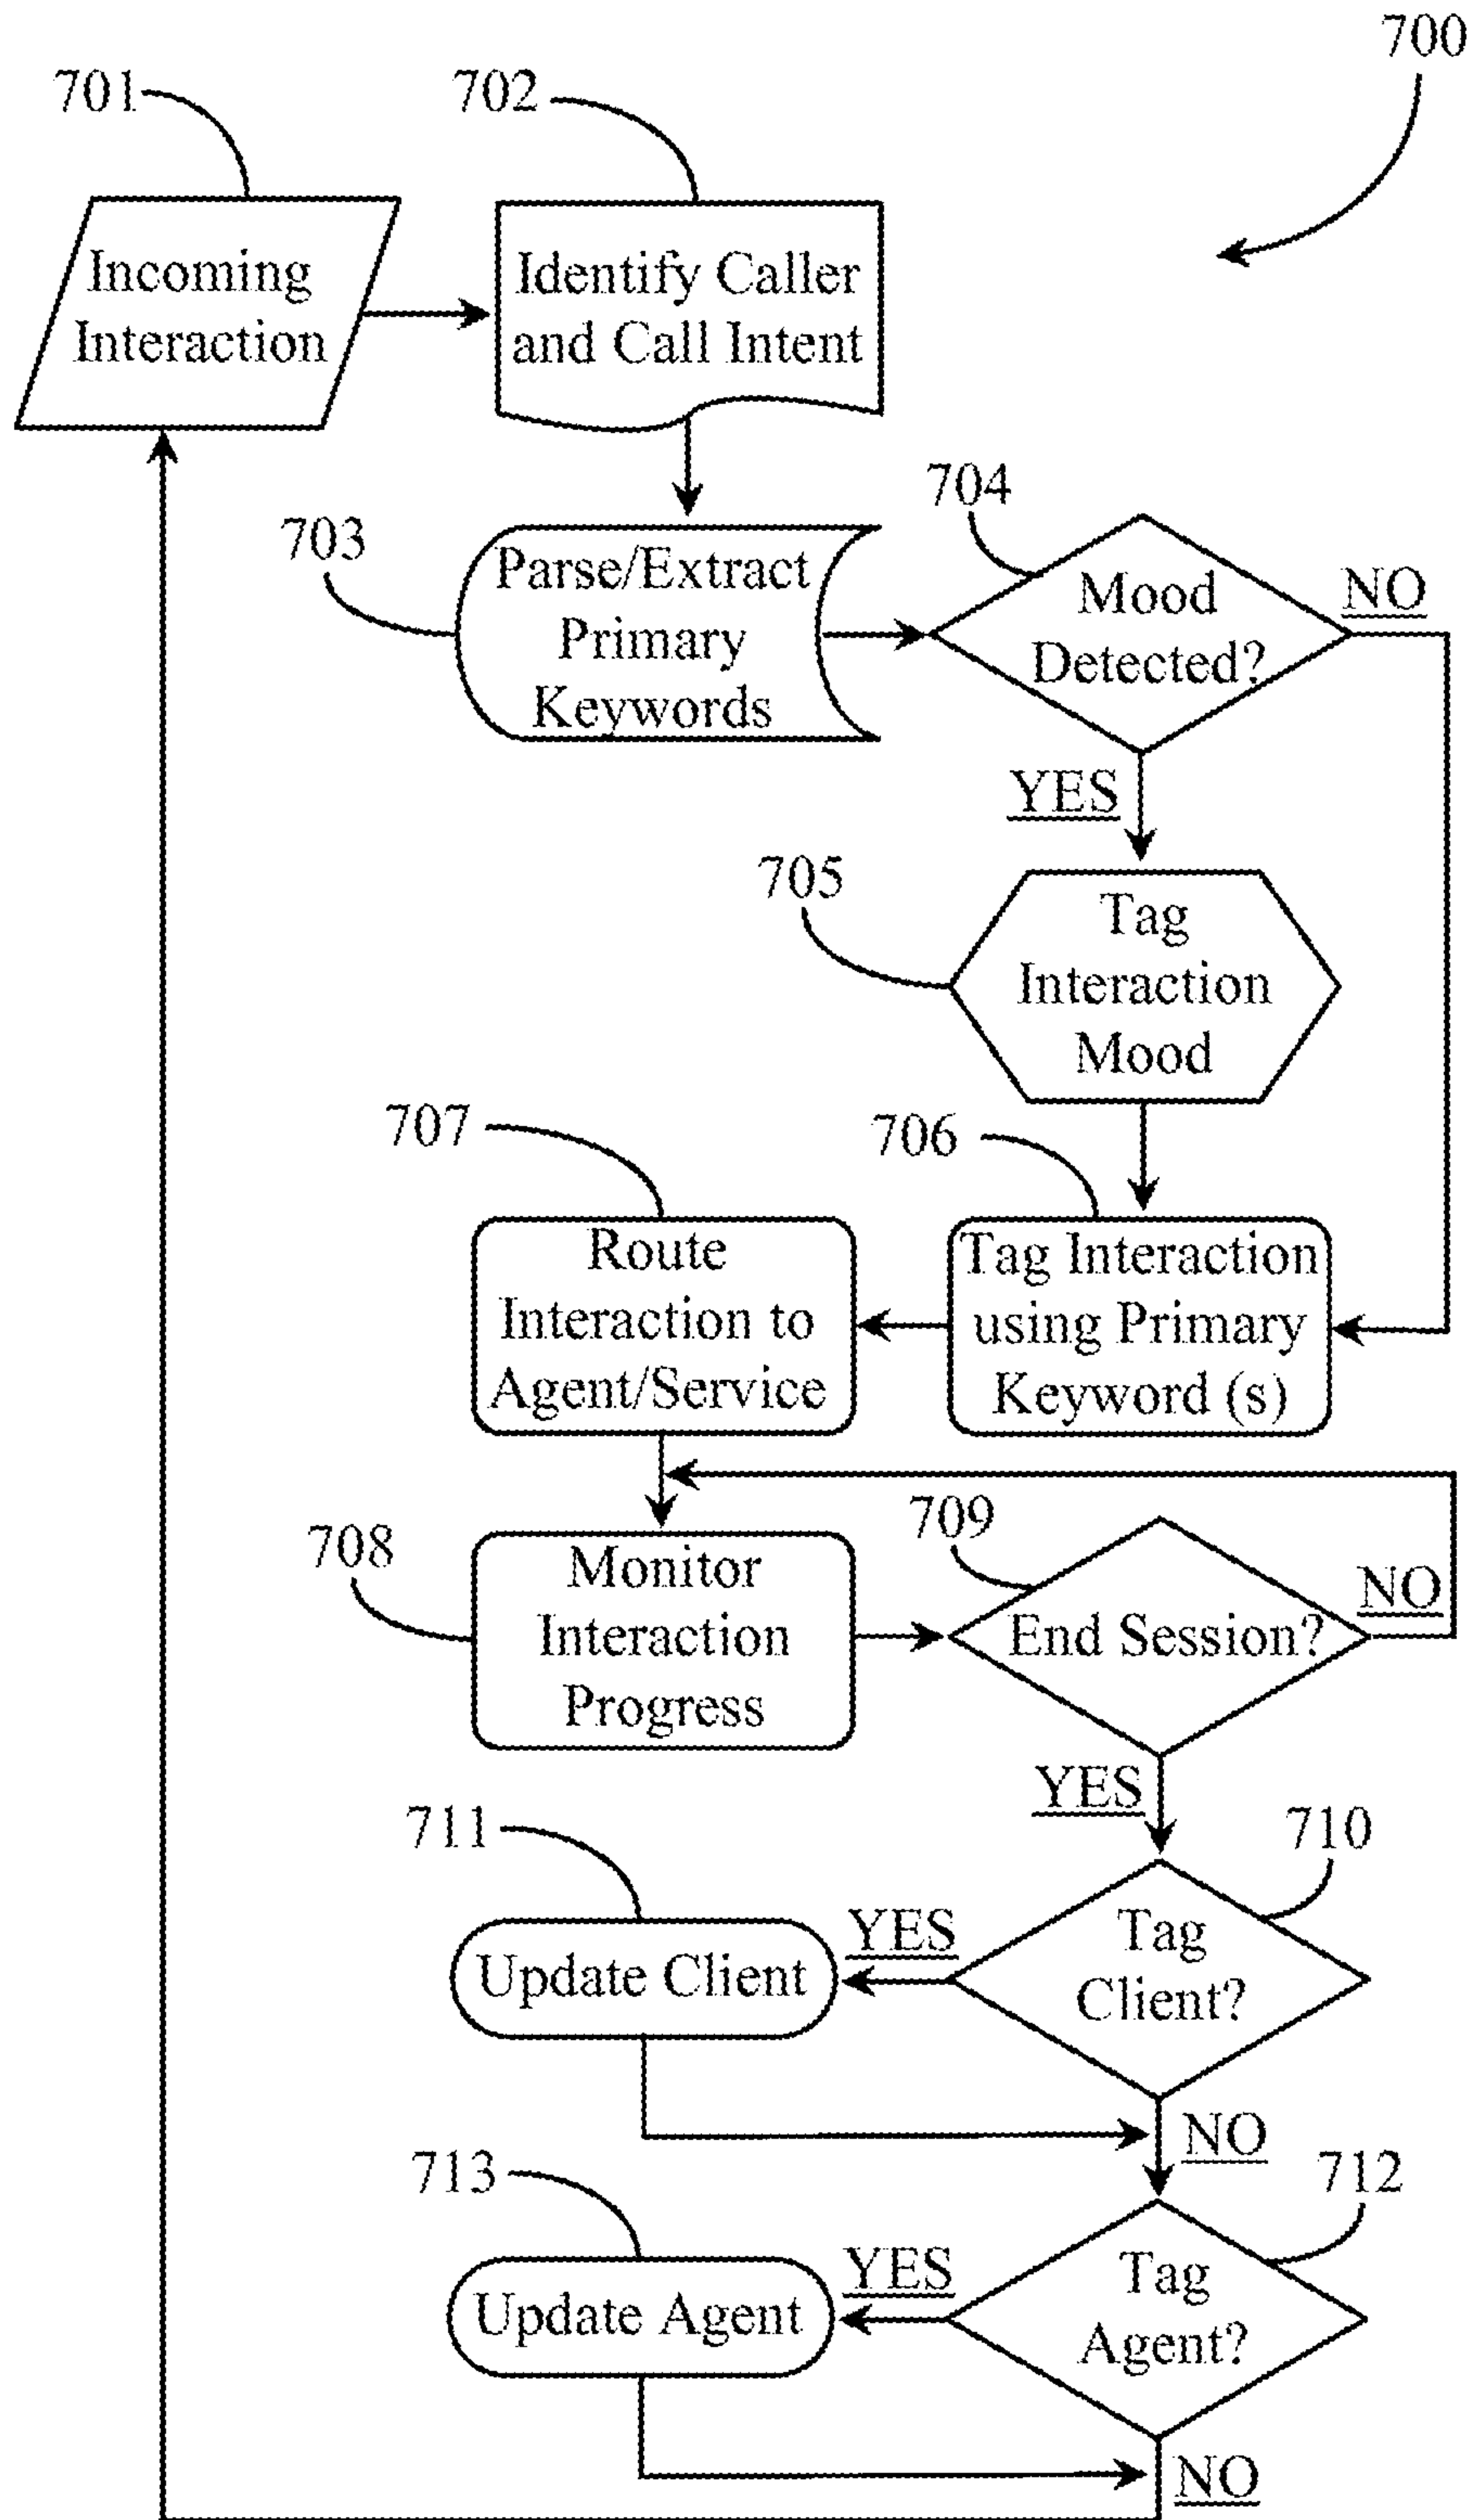 700
701
702
Incoming
Interaction
Identify Caller
and Call Intent
703
Parse/Extract
Primary
Keywords
704
Mood
Detected?
NO
YES
705
Tag
Interaction
Mood
707
706
Route
Interaction to
Agent/Service
Tag Interaction
using Primary
Keyword (s)
708
Monitor
Interaction
Progress
709
End Session?
NO
YES
711
710
Update Client
YES
Tag
Client?
NO
713
712
Update Agent
YES
Tag
Agent?
NO